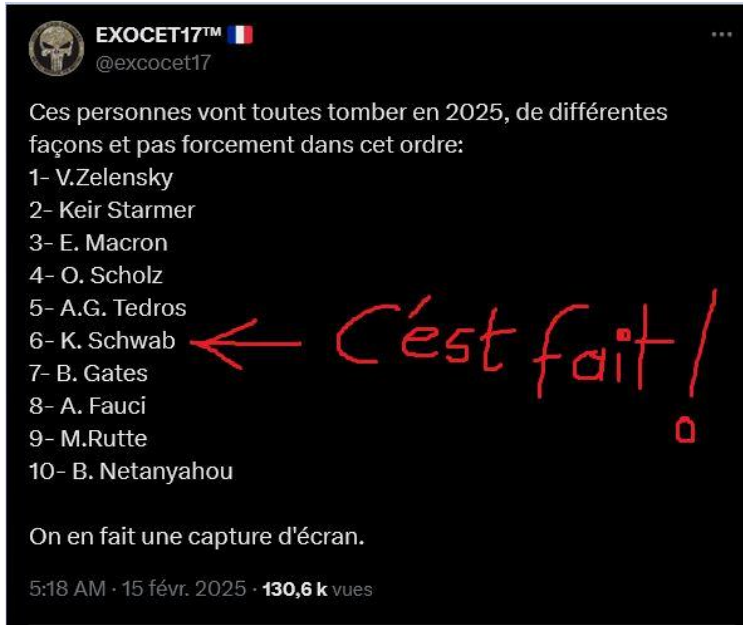 EXOCET17™ 🇫🇷
@excocet17
Ces personnes vont toutes tomber en 2025, de différentes
façons et pas forcement dans cet ordre:
1- V.Zelensky
2- Keir Starmer
3- E. Macron
4- O. Scholz
5- A.G. Tedros
6- K. Schwab
C'est fait!
7- B. Gates
8- A. Fauci
9- M.Rutte
10- B. Netanyahou
On en fait une capture d'écran.
5:18 AM · 15 févr. 2025 · 130,6 k vues